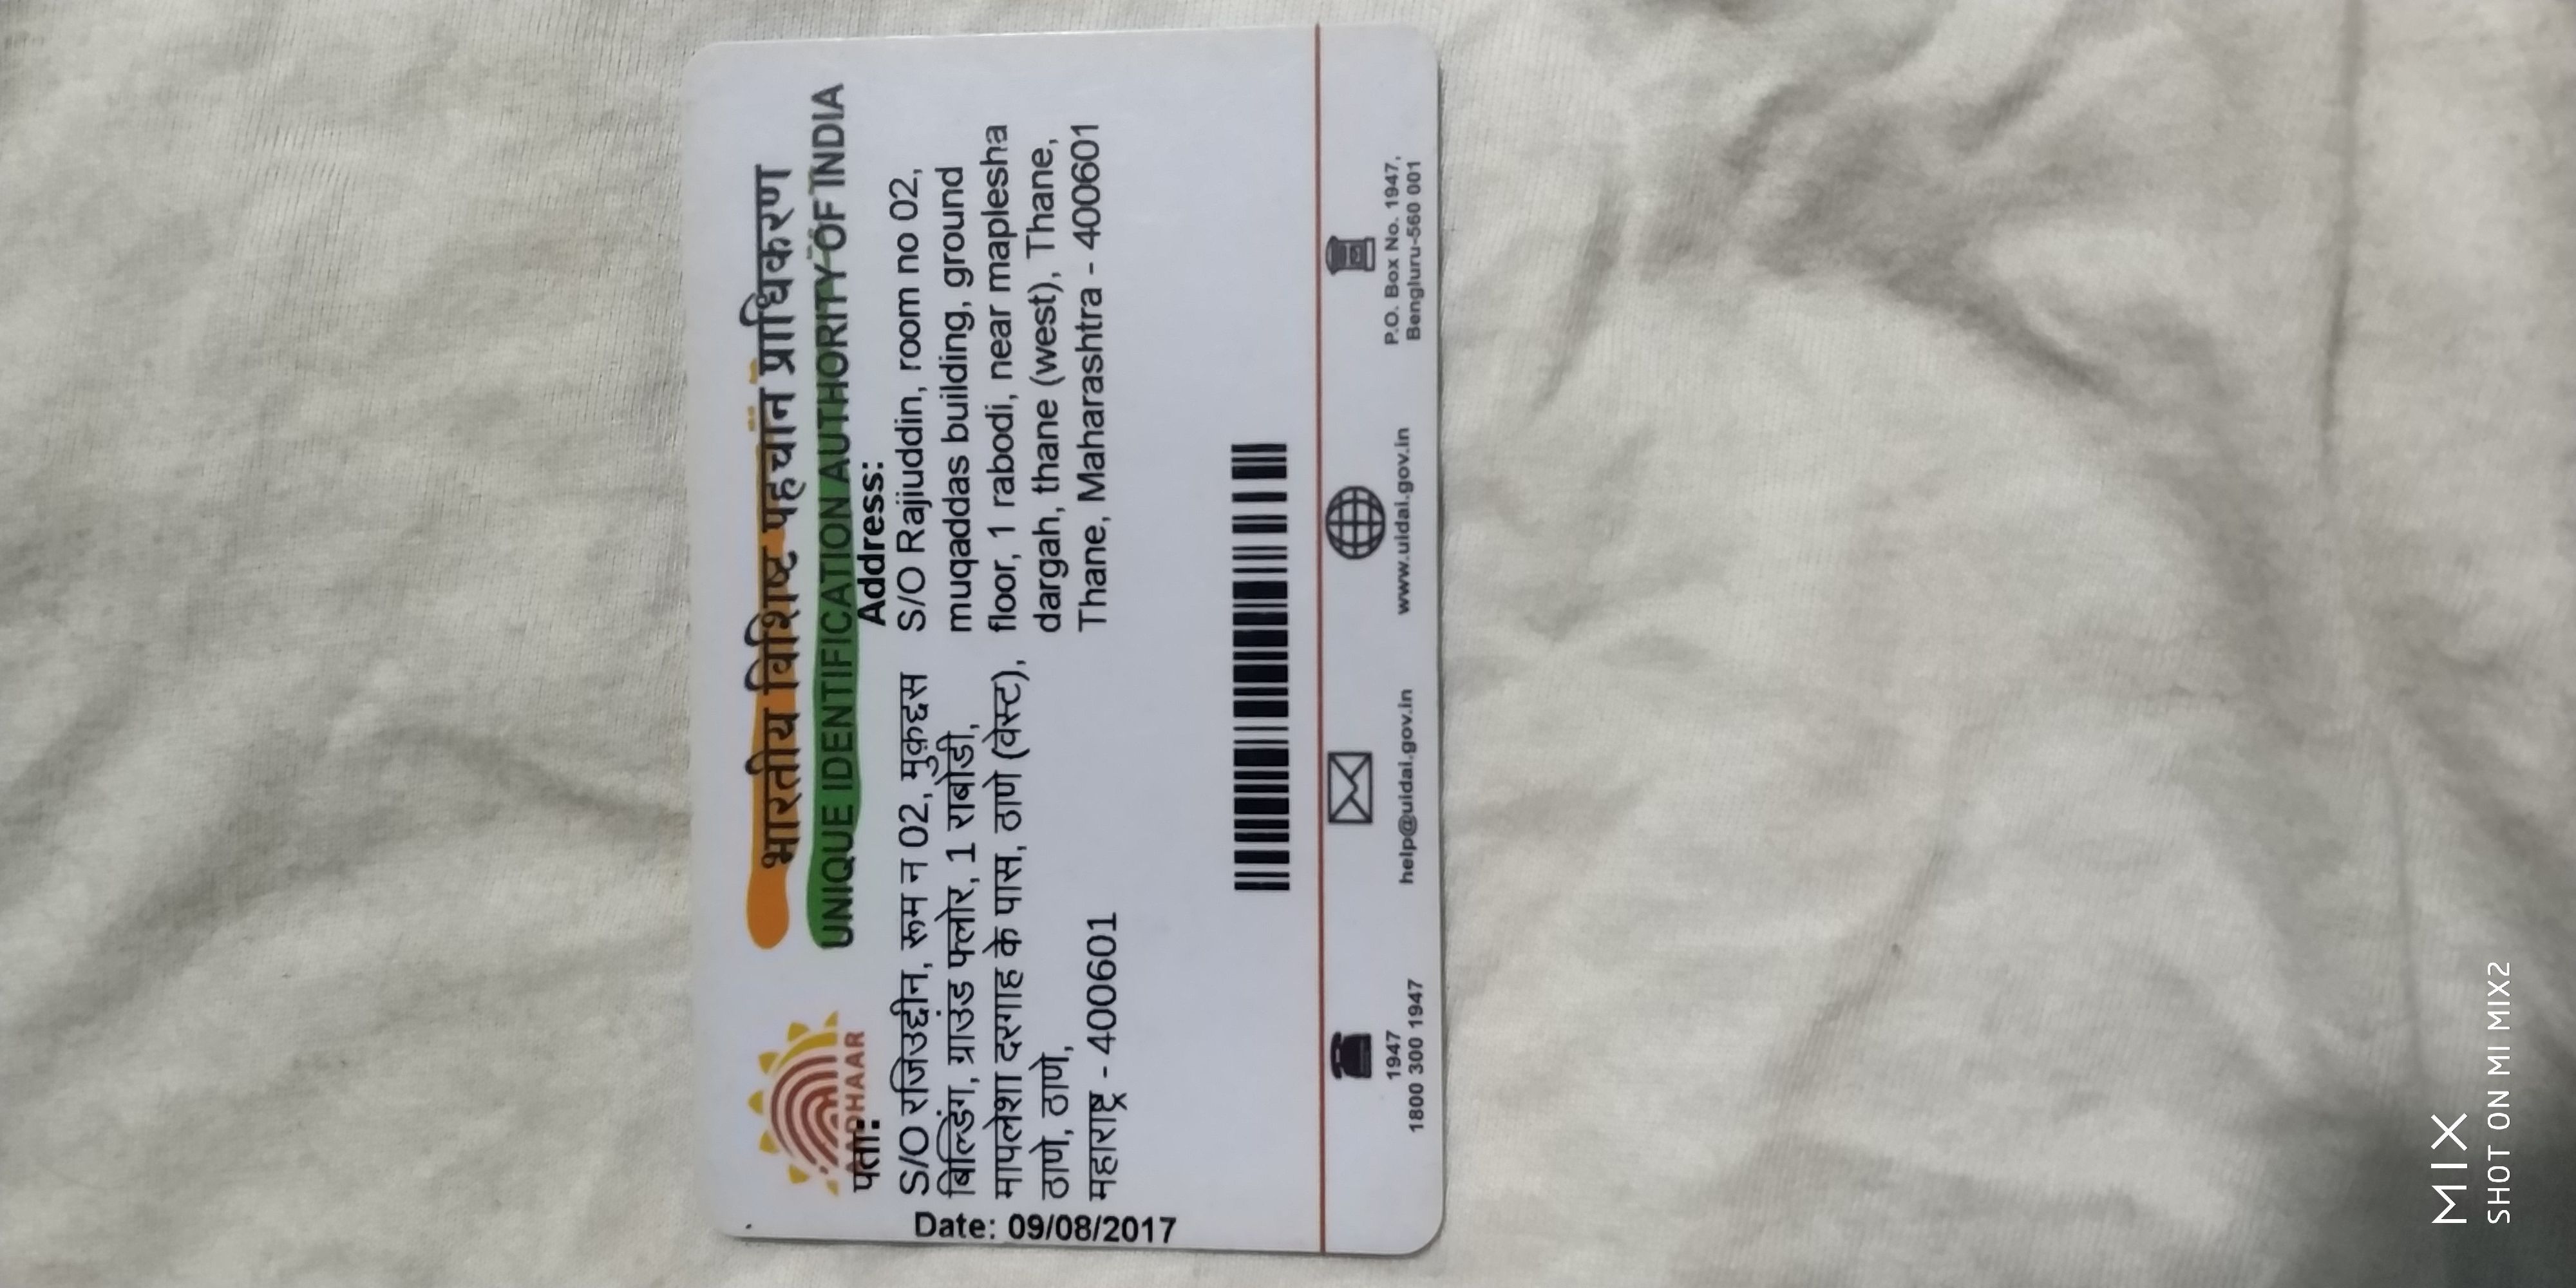 भारतीय विशिष्ट पहचान प्राधिकरण
UNIQUE IDENTIFICATION AUTHORITY OF INDIA
AADHAAR
पता:
S/O रजिउद्दीन, रूम न 02, मुक़द्दस
बिल्डिंग, ग्राउंड फ्लोर, 1 राबोडी,
मापलेशा दरगाह के पास, ठाणे (वेस्ट),
ठाणे, ठाणे,
महाराष्ट्र - 400601
Address:
S/O Rajiuddin, room no 02,
muqaddas building, ground
floor, 1 rabodi, near maplesha
dargah, thane (west), Thane,
Thane, Maharashtra - 400601
Date: 09/08/2017
1947
1800 300 1947
help@uidai.gov.in
www.uidai.gov.in
P.O. Box No. 1947,
Bengluru-560 001
MIX
SHOT ON MI MIX2